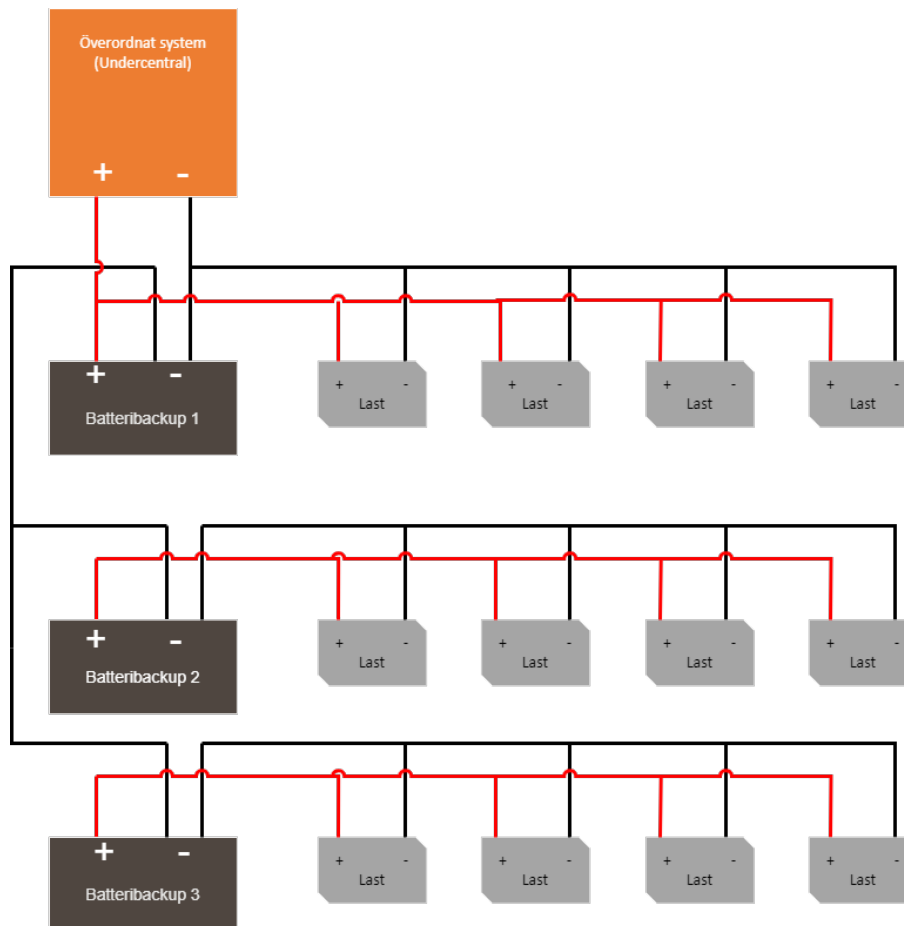 Överordnat system
(Undercentral)
+ -
+ -
Batteribackup 1
+ -
Last
+ -
Last
+ -
Last
+ -
Last
+ -
Batteribackup 2
+ -
Last
+ -
Last
+ -
Last
+ -
Last
+ -
Batteribackup 3
+ -
Last
+ -
Last
+ -
Last
+ -
Last